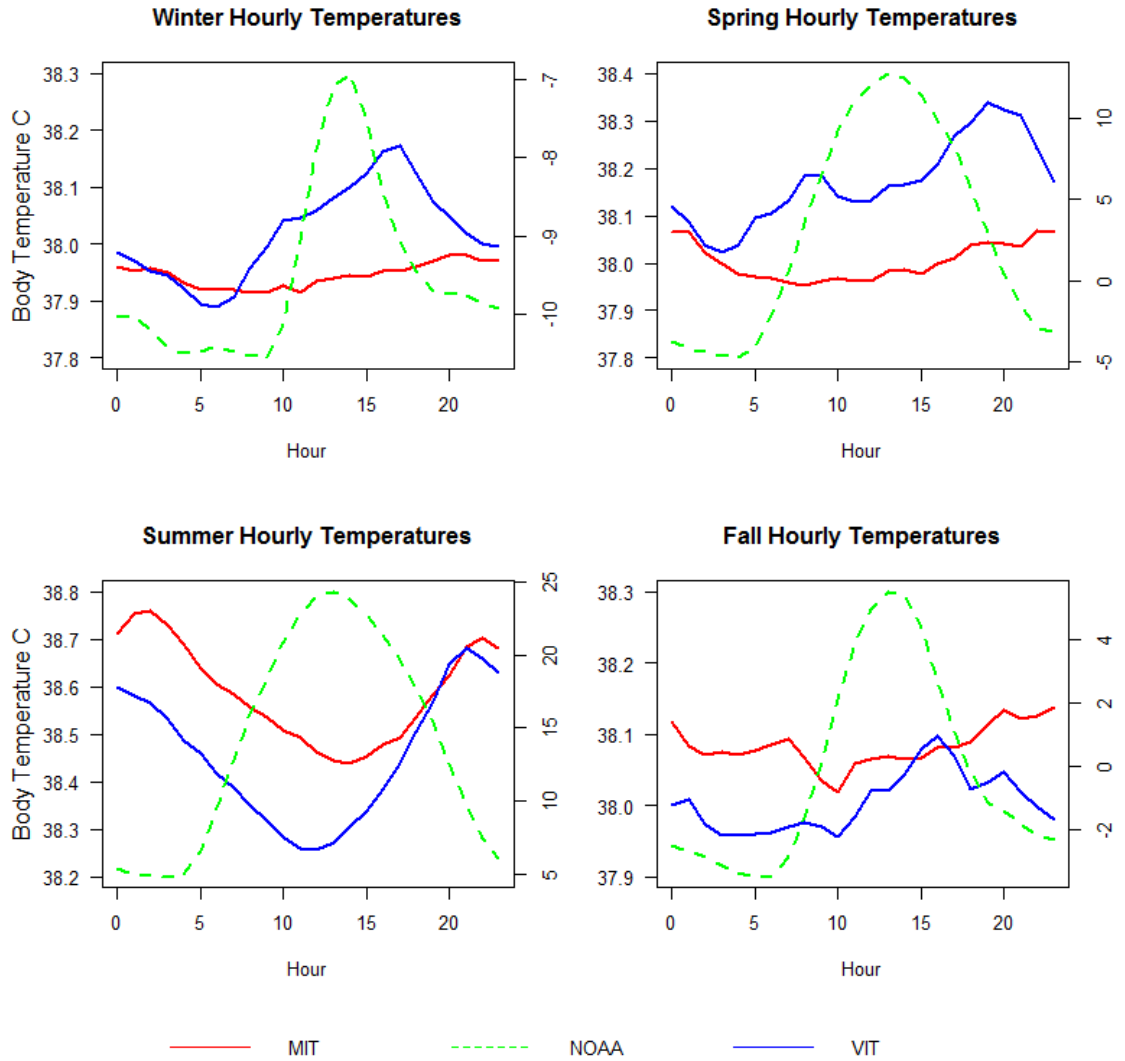 Winter Hourly Temperatures
Body Temperature C
38.3
38.2
38.1
38.0
37.9
37.8
-7
-8
-9
-10
0 5 10 15 20
Hour
Spring Hourly Temperatures
38.4
38.3
38.2
38.1
38.0
37.9
37.8
10
5
0
-5
0 5 10 15 20
Hour
Summer Hourly Temperatures
Body Temperature C
38.8
38.7
38.6
38.5
38.4
38.3
38.2
25
20
15
10
5
0 5 10 15 20
Hour
Fall Hourly Temperatures
38.3
38.2
38.1
38.0
37.9
4
2
0
-2
0 5 10 15 20
Hour
MIT NOAA VIT